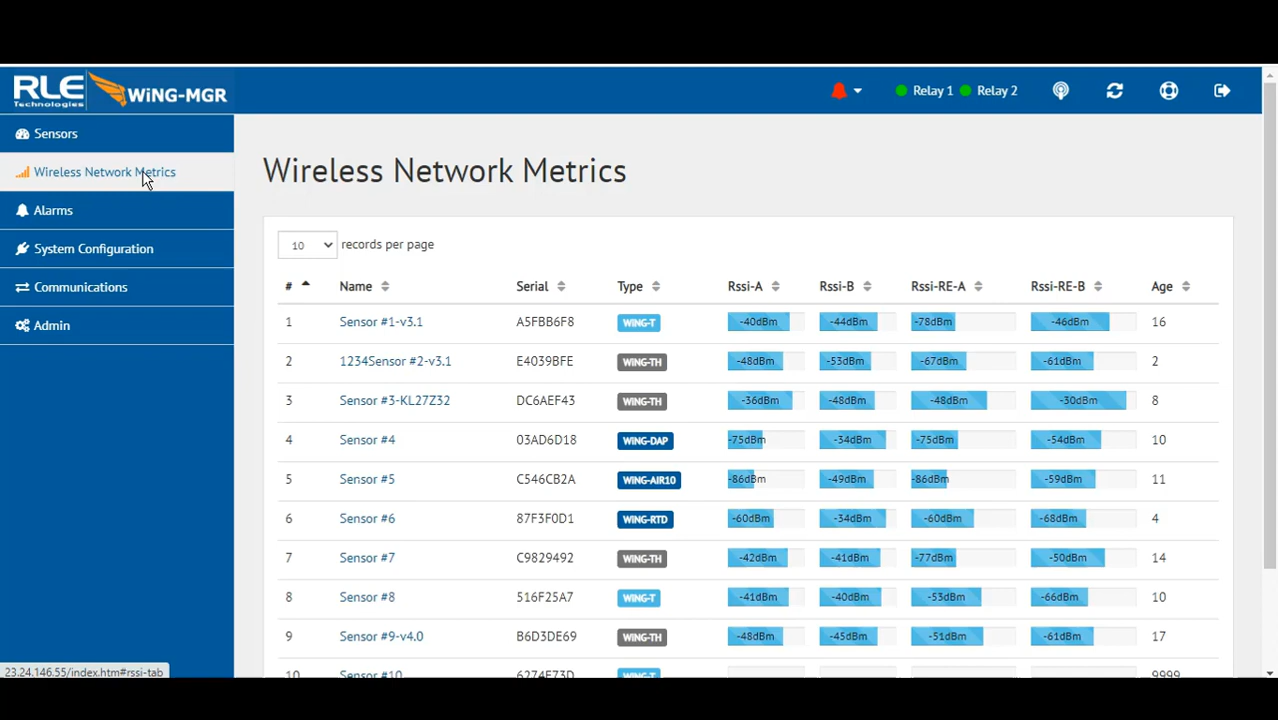 RLE Technologies WiNG-MGR Relay 1 Relay 2
Sensors
Wireless Network Metrics
Alarms
System Configuration
Communications
Admin
Wireless Network Metrics
10 records per page
# Name Serial Type Rssi-A Rssi-B Rssi-RE-A Rssi-RE-B Age
1 Sensor #1-v3.1 A5FBB6F8 WING-T -40dBm -44dBm -78dBm -46dBm 16
2 1234Sensor #2-v3.1 E4039BFE WING-TH -48dBm -53dBm -67dBm -61dBm 2
3 Sensor #3-KL27Z32 DC6AEF43 WING-TH -36dBm -48dBm -48dBm -30dBm 8
4 Sensor #4 03AD6D18 WING-DAP -75dBm -34dBm -75dBm -54dBm 10
5 Sensor #5 C546CB2A WING-AIR10 -86dBm -49dBm -86dBm -59dBm 11
6 Sensor #6 87F3F0D1 WING-RTD -60dBm -34dBm -60dBm -68dBm 4
7 Sensor #7 C9829492 WING-TH -42dBm -41dBm -77dBm -50dBm 14
8 Sensor #8 516F25A7 WING-T -41dBm -40dBm -53dBm -66dBm 10
9 Sensor #9-v4.0 B6D3DE69 WING-TH -48dBm -45dBm -51dBm -61dBm 17
10 Sensor #10 6274E73D WING-T 9999
23.24.146.55/index.htm#rssi-tab